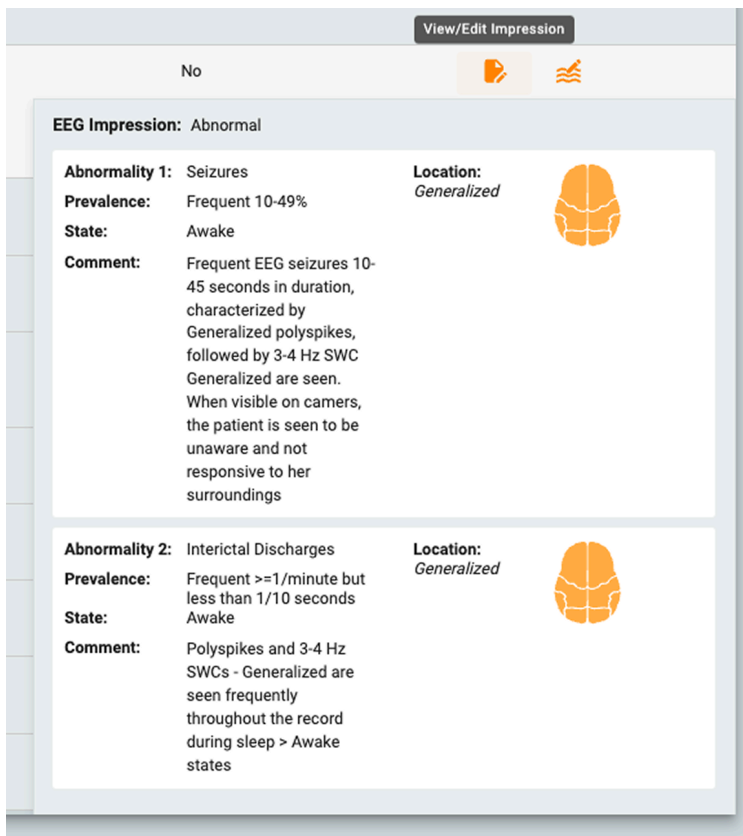 View/Edit Impression
No
EEG Impression: Abnormal
Abnormality 1: Seizures
Location:
Generalized
Prevalence: Frequent 10-49%
State: Awake
Comment: Frequent EEG seizures 10-
45 seconds in duration,
characterized by
Generalized polyspikes,
followed by 3-4 Hz SWC
Generalized are seen.
When visible on camers,
the patient is seen to be
unaware and not
responsive to her
surroundings
Abnormality 2: Interictal Discharges
Location:
Generalized
Prevalence: Frequent >=1/minute but
less than 1/10 seconds
State: Awake
Comment: Polyspikes and 3-4 Hz
SWCs - Generalized are
seen frequently
throughout the record
during sleep > Awake
states